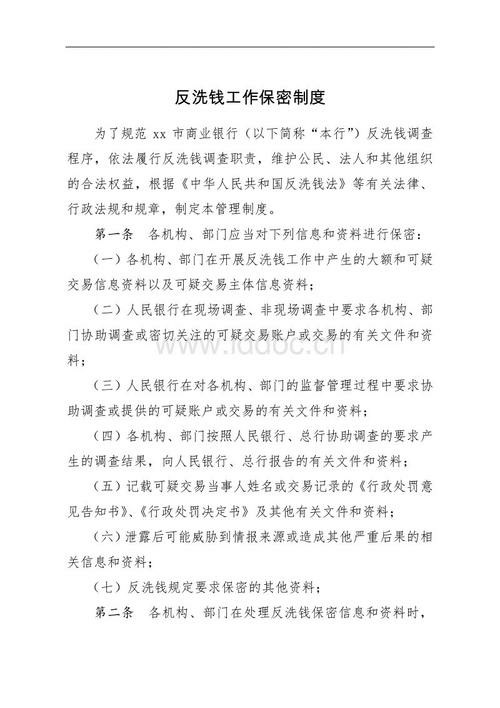 反洗钱工作保密制度
为了规范 xx 市商业银行（以下简称“本行”）反洗钱调查
程序，依法履行反洗钱调查职责，维护公民、法人和其他组织
的合法权益，根据《中华人民共和国反洗钱法》等有关法律、
行政法规和规章，制定本管理制度。
第一条 各机构、部门应当对下列信息和资料进行保密：
（一）各机构、部门在开展反洗钱工作中产生的大额和可疑
交易信息资料以及可疑交易主体信息资料；
（二）人民银行在现场调查、非现场调查中要求各机构、部
门协助调查或密切关注的可疑交易账户或交易的有关文件和资
料；
www.iddoc.cn
（三）人民银行在对各机构、部门的监督管理过程中要求协
助调查或提供的可疑账户或交易的有关文件和资料；
（四）各机构、部门按照人民银行、总行协助调查的要求产
生的调查结果，向人民银行、总行报告的有关文件和资料；
（五）记载可疑交易当事人姓名或交易记录的《行政处罚意
见告知书》、《行政处罚决定书》及其他有关文件和资料；
（六）泄露后可能威胁到情报来源或造成其他严重后果的相
关信息和资料；
（七）反洗钱规定要求保密的其他资料；
第二条 各机构、部门在处理反洗钱保密信息和资料时，